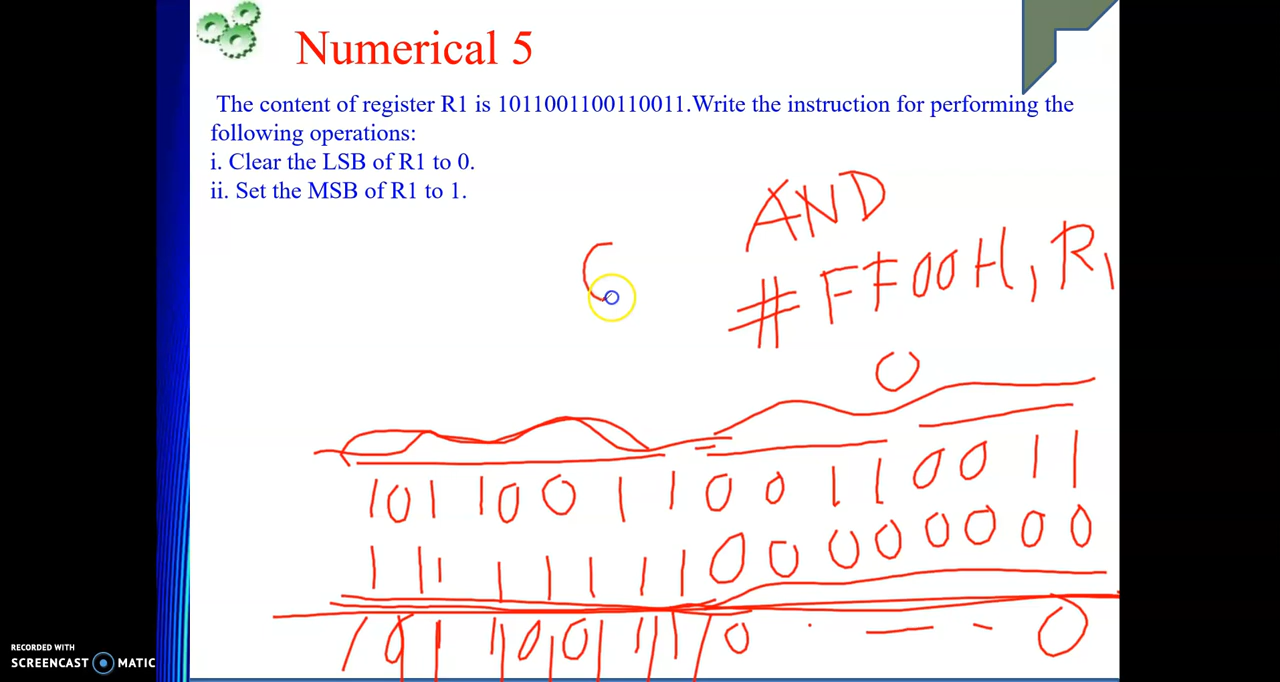 Numerical 5
The content of register R1 is 1011001100110011.Write the instruction for performing the
following operations:
i. Clear the LSB of R1 to 0.
ii. Set the MSB of R1 to 1.
AND
#FF00H, R1
0
1011001100110011
1111111100000000
RECORDED WITH
SCREENCAST MATIC